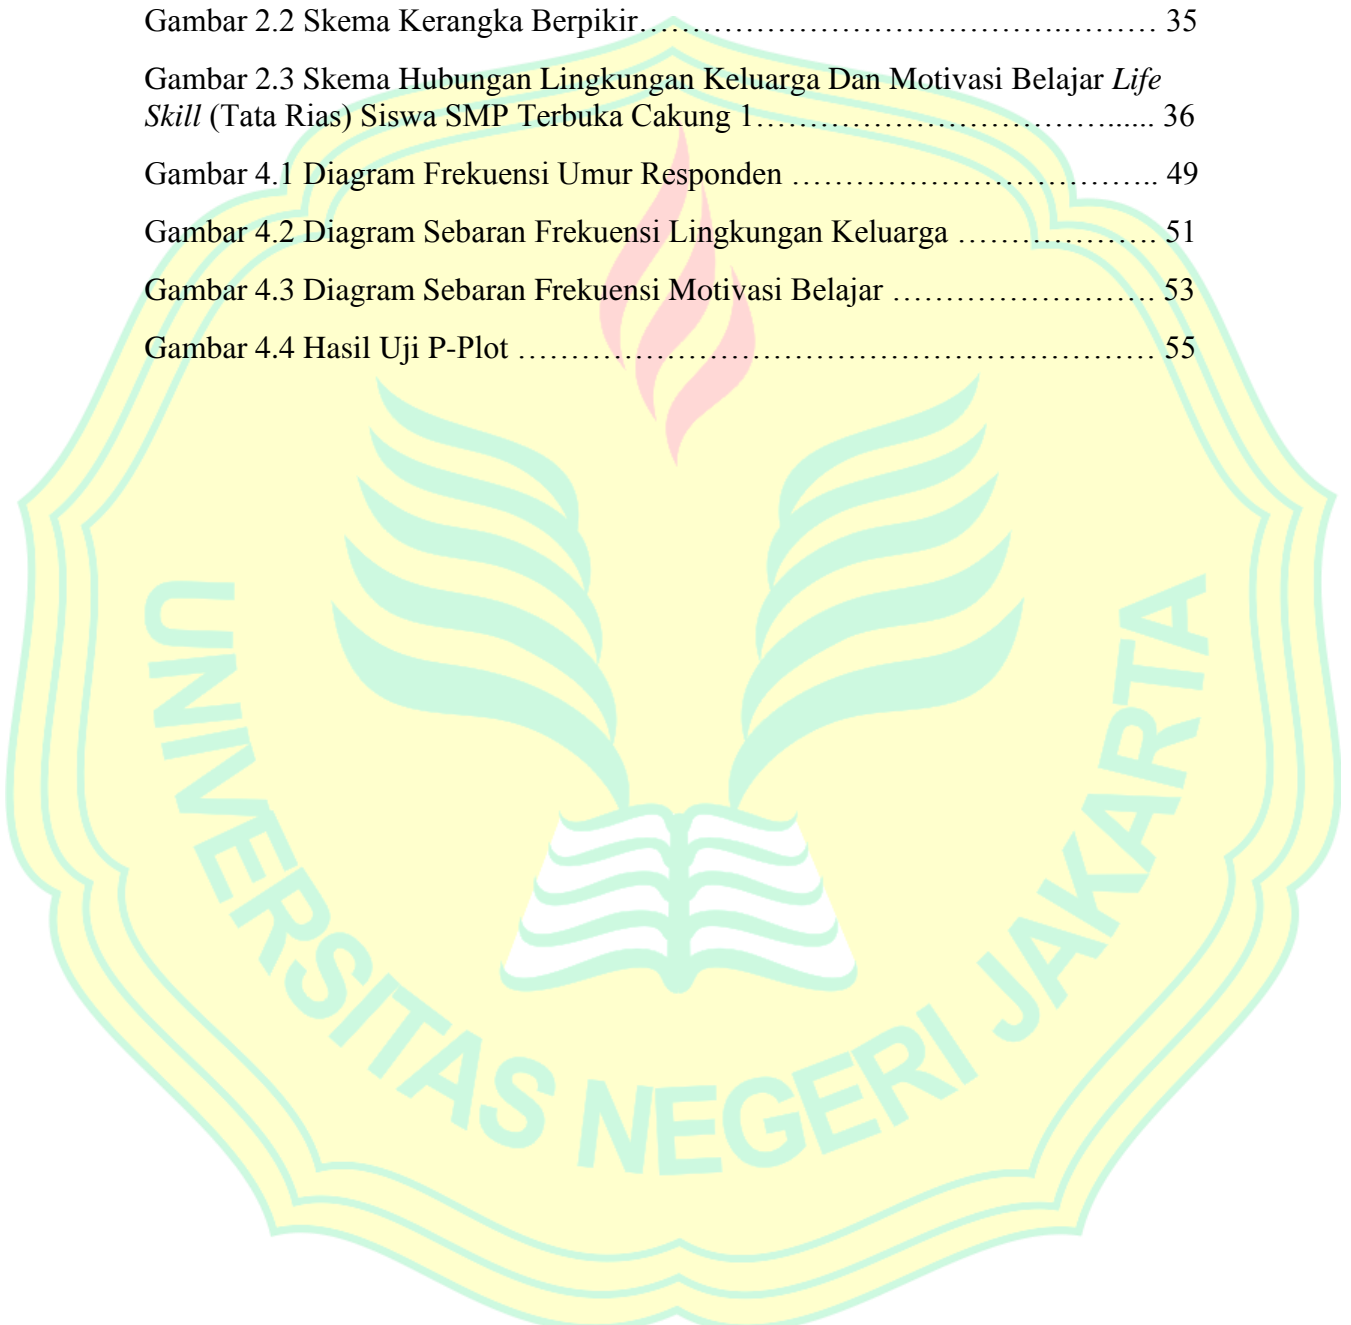 Gambar 2.2 Skema Kerangka Berpikir………………………………….……… 35
Gambar 2.3 Skema Hubungan Lingkungan Keluarga Dan Motivasi Belajar Life
Skill (Tata Rias) Siswa SMP Terbuka Cakung 1……………………………...... 36
Gambar 4.1 Diagram Frekuensi Umur Responden …………………………….. 49
Gambar 4.2 Diagram Sebaran Frekuensi Lingkungan Keluarga ………………. 51
Gambar 4.3 Diagram Sebaran Frekuensi Motivasi Belajar ……………………. 53
Gambar 4.4 Hasil Uji P-Plot …………………………………………………… 55
UNIVERSITAS NEGERI JAKARTA